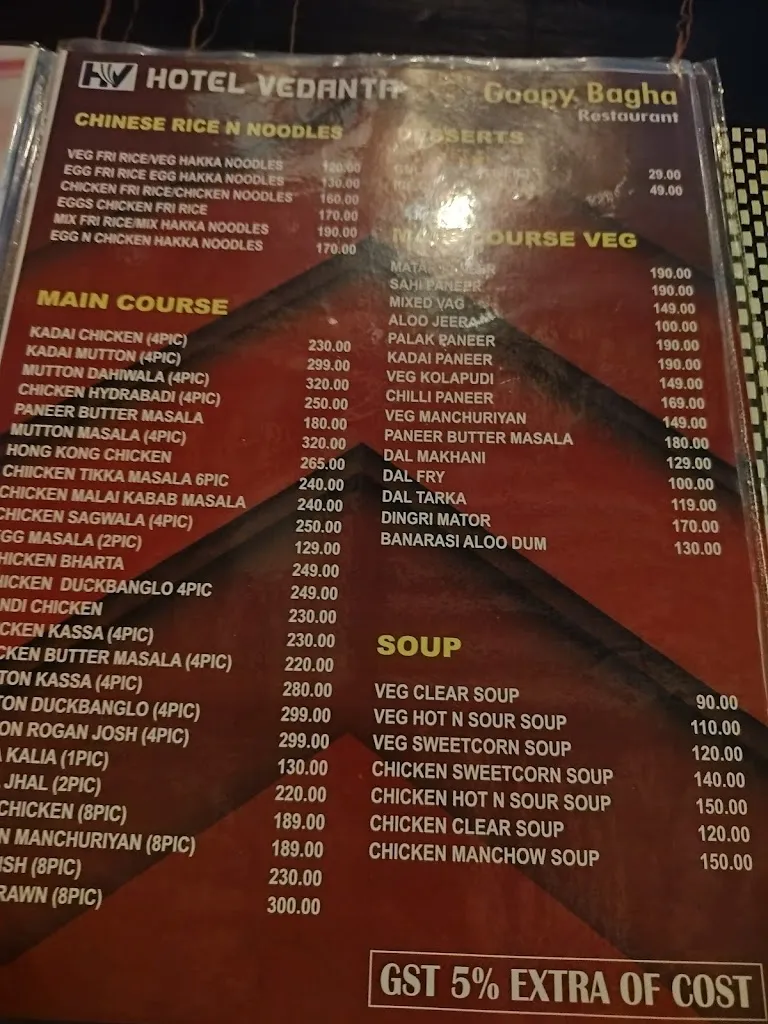 HV HOTEL VEDANTA
Goopy Bagha
Restaurant
CHINESE RICE N NOODLES
VEG FRI RICE/VEG HAKKA NOODLES 120.00
EGG FRI RICE EGG HAKKA NOODLES 130.00
CHICKEN FRI RICE/CHICKEN NOODLES 160.00
EGGS CHICKEN FRI RICE 170.00
MIX FRI RICE/MIX HAKKA NOODLES 190.00
EGG N CHICKEN HAKKA NOODLES 170.00
MAIN COURSE
KADAI CHICKEN (4PIC) 230.00
KADAI MUTTON (4PIC) 299.00
MUTTON DAHIWALA (4PIC) 320.00
CHICKEN HYDRABADI (4PIC) 250.00
PANEER BUTTER MASALA 180.00
MUTTON MASALA (4PIC) 320.00
HONG KONG CHICKEN 265.00
CHIICKEN TIKKA MASALA 6PIC 240.00
CHICKEN MALAI KABAB MASALA 240.00
CHICKEN SAGWALA (4PIC) 250.00
EGG MASALA (2PIC) 129.00
HICKEN BHARTA 249.00
HICKEN DUCKBANGLO 4PIC 249.00
NDI CHICKEN 230.00
CKEN KASSA (4PIC) 230.00
CKEN BUTTER MASALA (4PIC) 220.00
TON KASSA (4PIC) 280.00
TON DUCKBANGLO (4PIC) 299.00
ON ROGAN JOSH (4PIC) 299.00
KALIA (1PIC) 130.00
JHAL (2PIC) 220.00
CHICKEN (8PIC) 189.00
N MANCHURIYAN (8PIC) 189.00
ISH (8PIC) 230.00
RAWN (8PIC) 300.00
DESSERTS
29.00
49.00
COURSE VEG
MATAR PANEER 190.00
SAHI PANEER 190.00
MIXED VAG 149.00
ALOO JEERA 100.00
PALAK PANEER 190.00
KADAI PANEER 190.00
VEG KOLAPUDI 149.00
CHILLI PANEER 169.00
VEG MANCHURIYAN 149.00
PANEER BUTTER MASALA 180.00
DAL MAKHANI 129.00
DAL FRY 100.00
DAL TARKA 119.00
DINGRI MATOR 170.00
BANARASI ALOO DUM 130.00
SOUP
VEG CLEAR SOUP 90.00
VEG HOT N SOUR SOUP 110.00
VEG SWEETCORN SOUP 120.00
CHICKEN SWEETCORN SOUP 140.00
CHICKEN HOT N SOUR SOUP 150.00
CHICKEN CLEAR SOUP 120.00
CHICKEN MANCHOW SOUP 150.00
GST 5% EXTRA OF COST